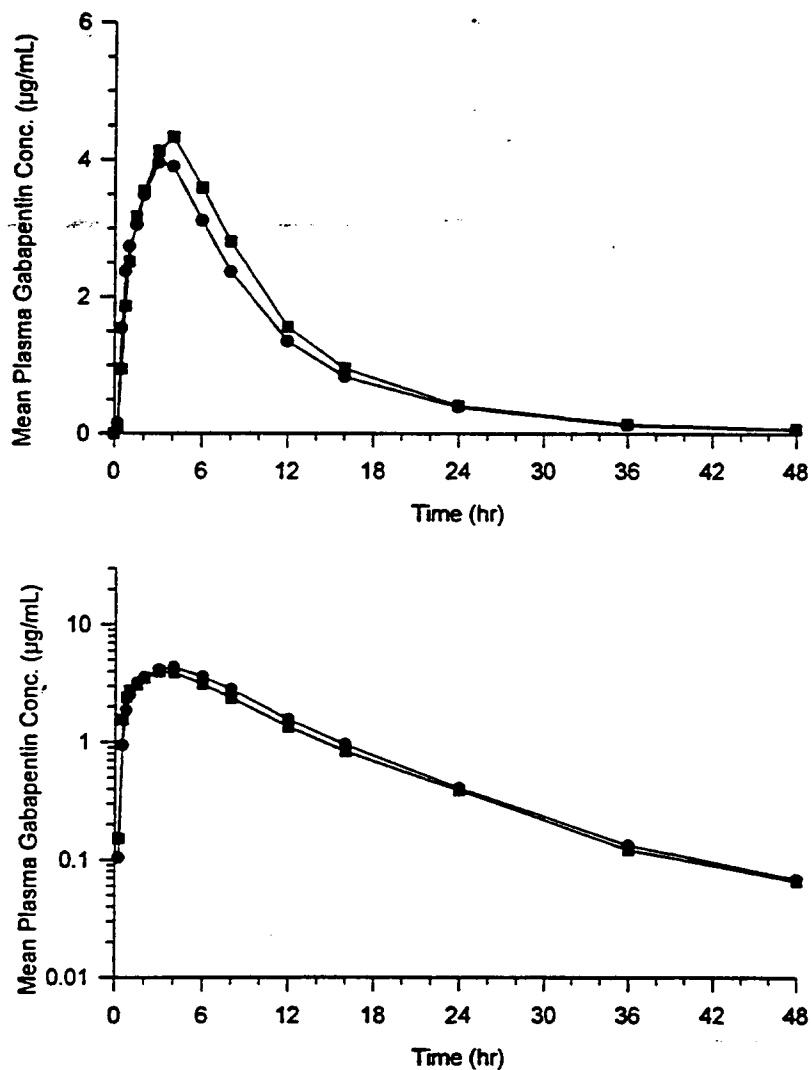 Mean Plasma Gabapentin Conc. (µg/mL)
6
4
2
0
0 6 12 18 24 30 36 42 48
Time (hr)
Mean Plasma Gabapentin Conc. (µg/mL)
10
1
0.1
0.01
0 6 12 18 24 30 36 42 48
Time (hr)